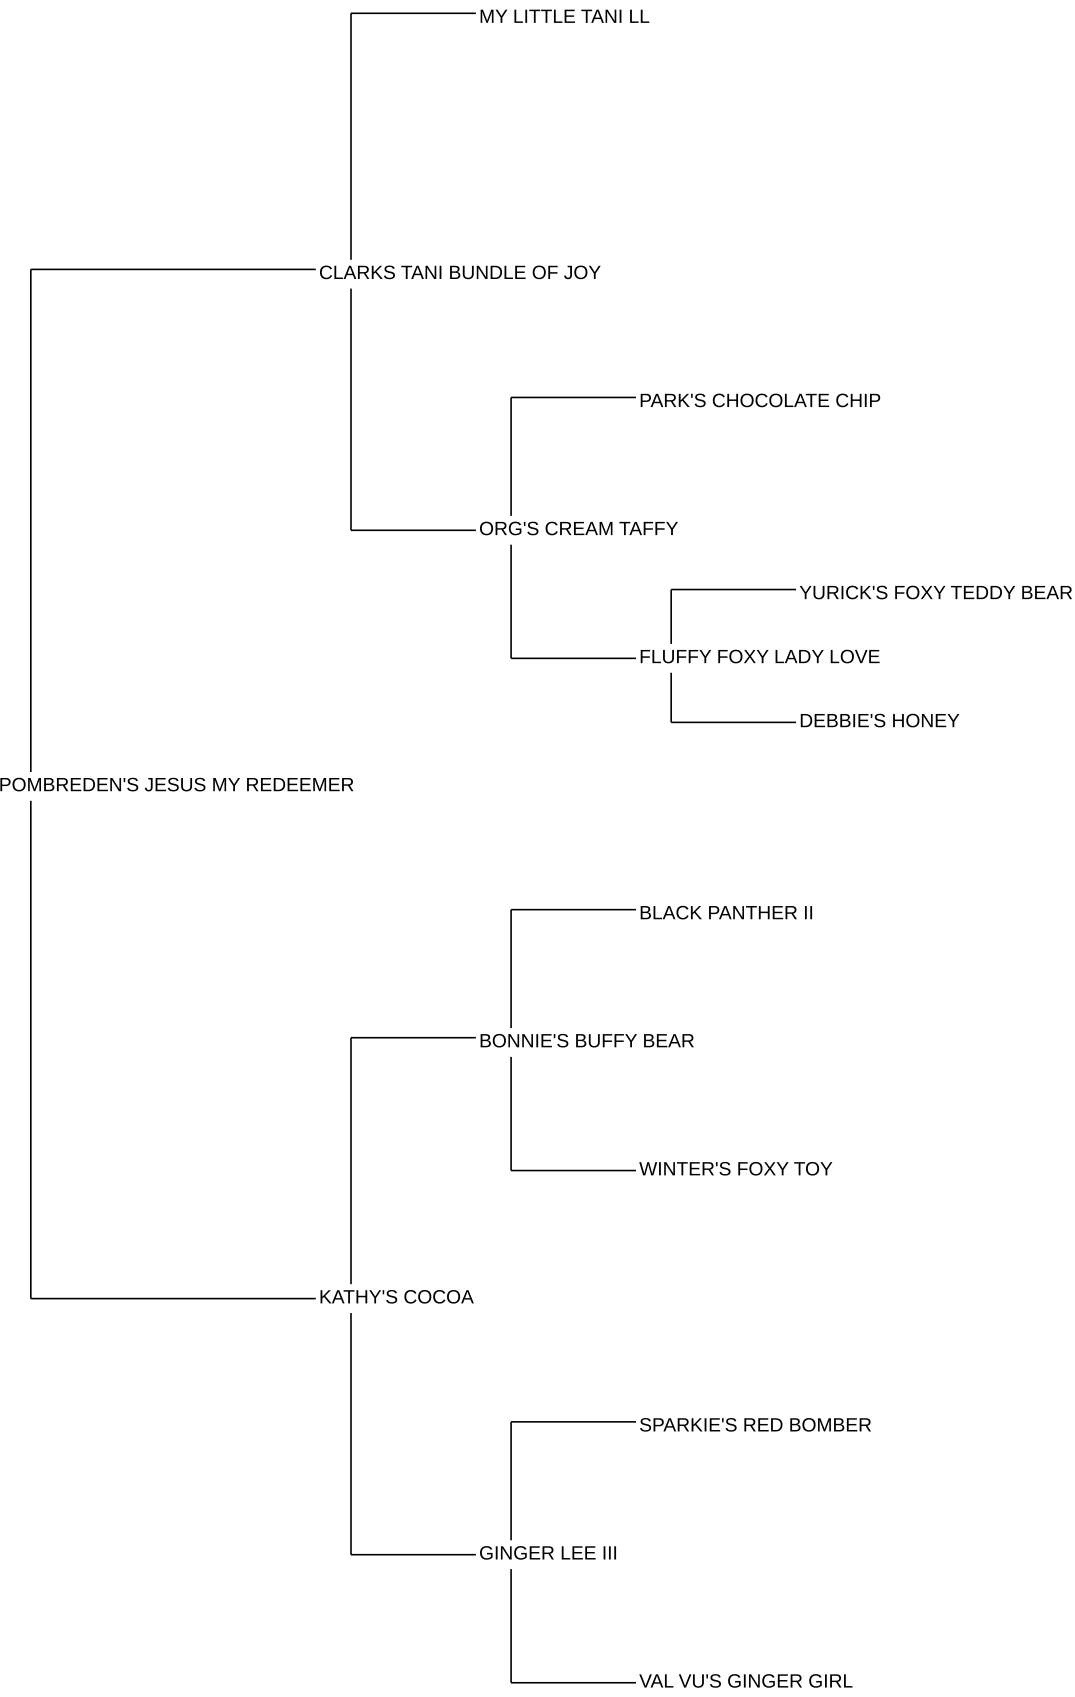 MY LITTLE TANI LL
CLARKS TANI BUNDLE OF JOY
PARK'S CHOCOLATE CHIP
ORG'S CREAM TAFFY
YURICK'S FOXY TEDDY BEAR
FLUFFY FOXY LADY LOVE
DEBBIE'S HONEY
POMBREDEN'S JESUS MY REDEEMER
BLACK PANTHER II
BONNIE'S BUFFY BEAR
WINTER'S FOXY TOY
KATHY'S COCOA
SPARKIE'S RED BOMBER
GINGER LEE III
VAL VU'S GINGER GIRL